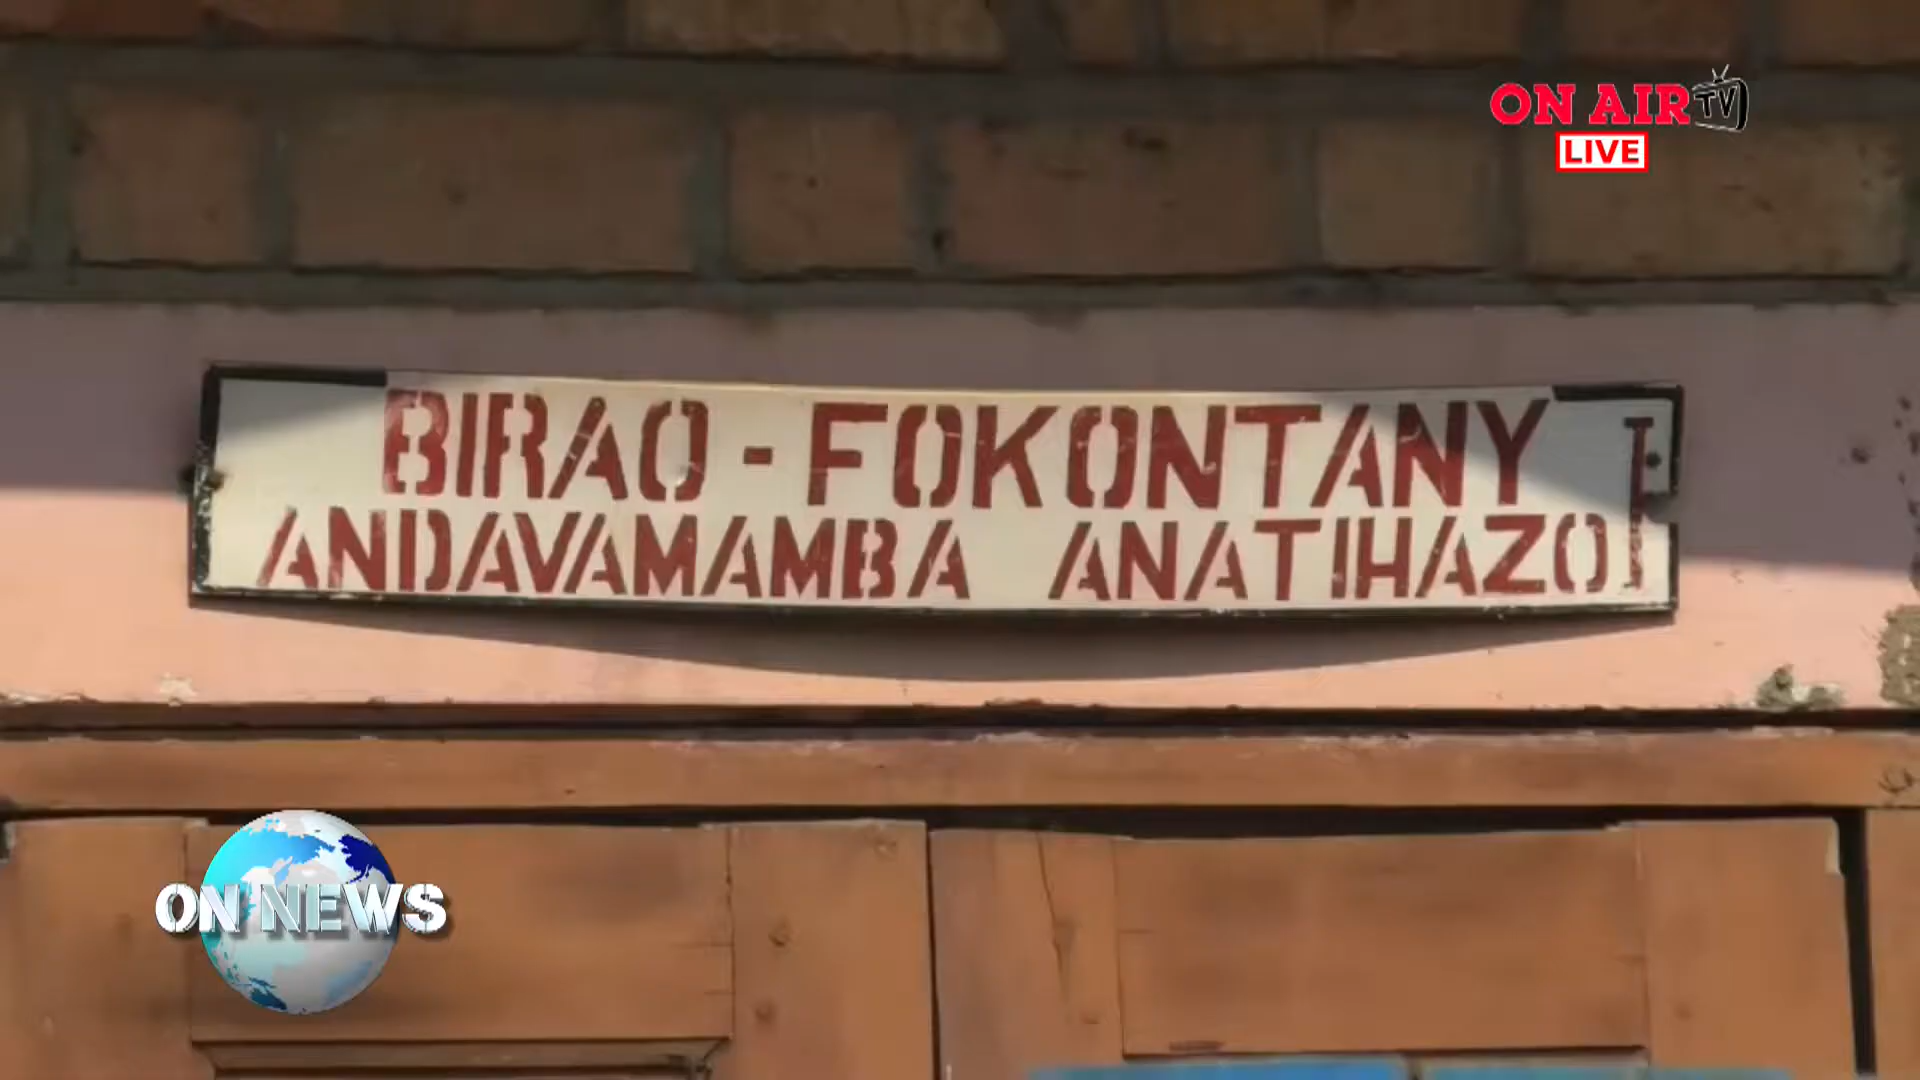 ON AIR TV
LIVE
BIRAO - FOKONTANY
ANDAVAMAMBA ANATIHAZO I
ON NEWS